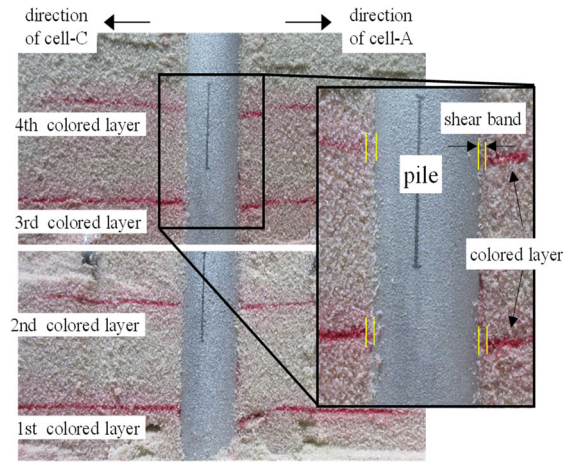 direction
of cell-C
direction
of cell-A
4th colored layer
3rd colored layer
2nd colored layer
1st colored layer
shear band
pile
colored layer